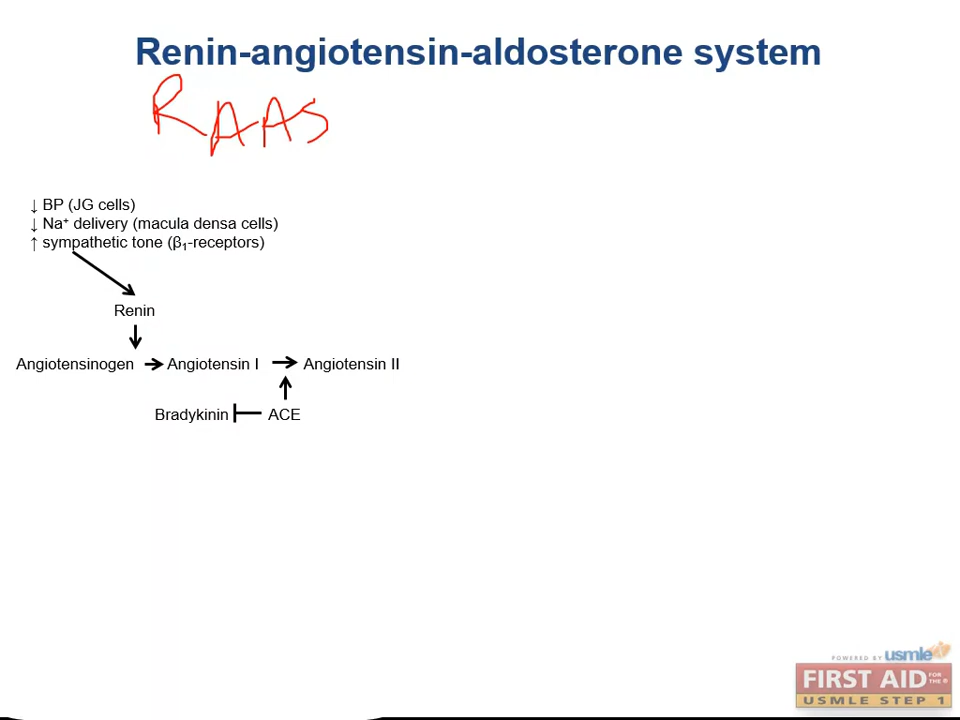 Renin-angiotensin-aldosterone system
RAAS
↓ BP (JG cells)
↓ Na⁺ delivery (macula densa cells)
↑ sympathetic tone (β₁-receptors)
Renin
Angiotensinogen → Angiotensin I → Angiotensin II
Bradykinin ACE
POWERED BY usmleRx
FIRST AID FOR THE®
USMLE STEP 1